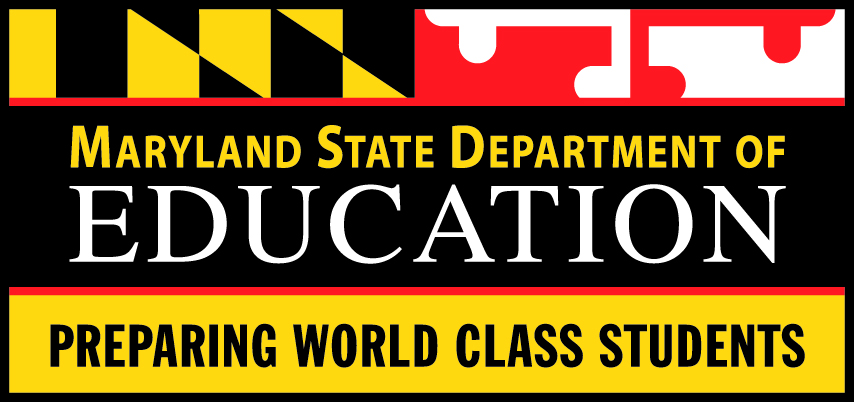 MARYLAND STATE DEPARTMENT OF
EDUCATION
PREPARING WORLD CLASS STUDENTS